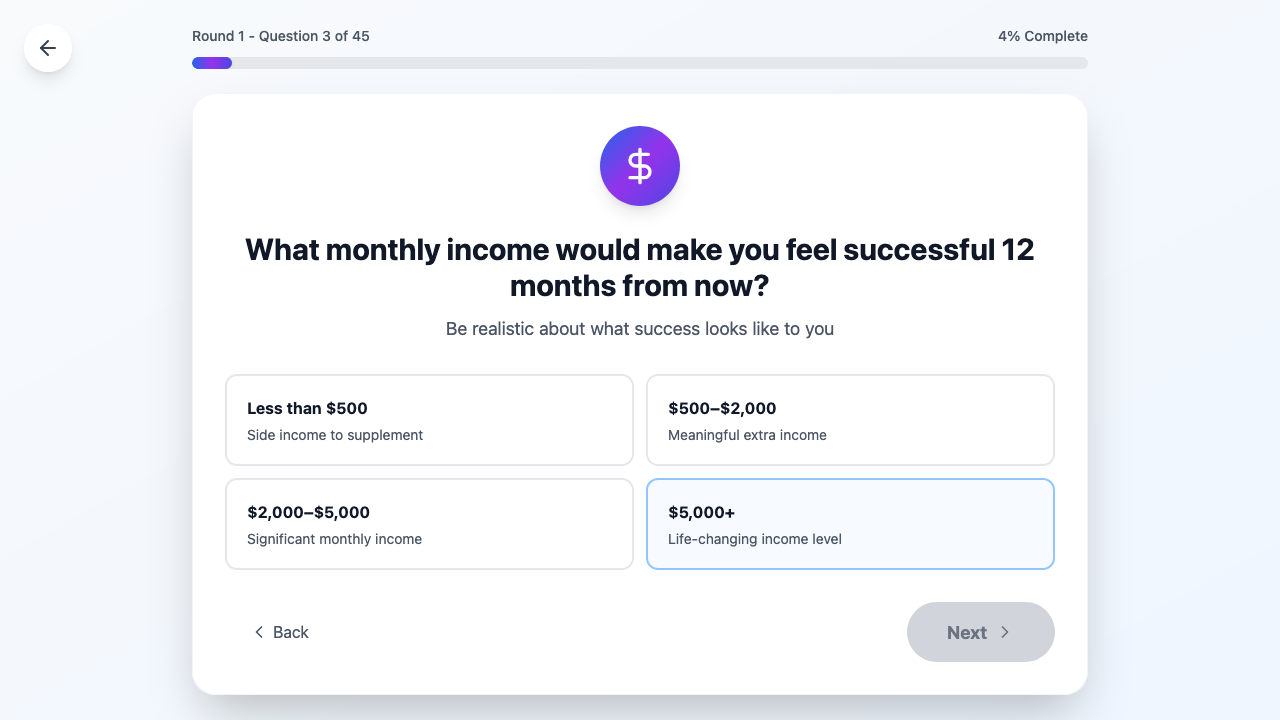 Round 1 - Question 3 of 45
4% Complete
What monthly income would make you feel successful 12
months from now?
Be realistic about what success looks like to you
Less than $500
Side income to supplement
$500–$2,000
Meaningful extra income
$2,000–$5,000
Significant monthly income
$5,000+
Life-changing income level
Back
Next